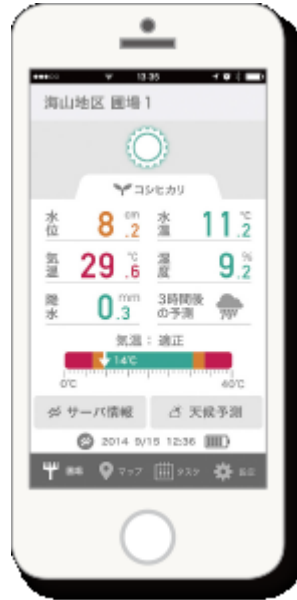 13:35
海山地区 圃場1
コシヒカリ
水位 8.2 cm 水温 11.2 ℃
気温 29.6 ℃ 湿度 9.2 %
降水 0.3 mm 3時間後の予測
気温：適正
14℃
0℃ 40℃
サーバ情報 天候予測
2014 9/15 12:36
圃場 マップ タスク 設定